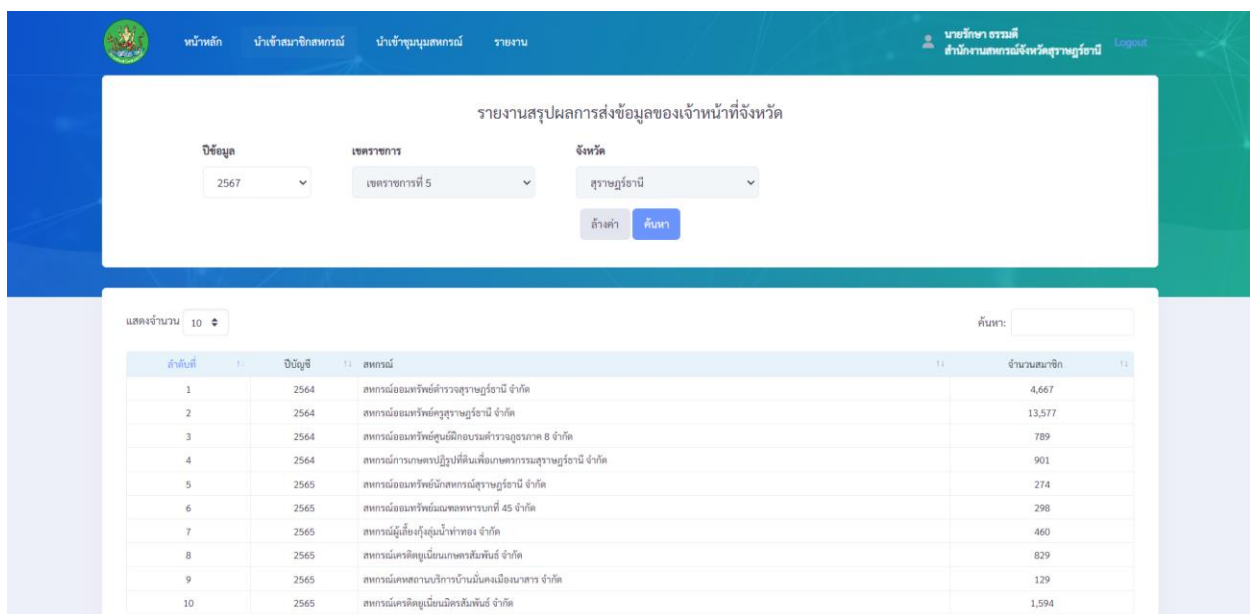 หน้าหลัก นำเข้าสมาชิกสหกรณ์ นำเข้าชุมนุมสหกรณ์ รายงาน นายรักษา ธรรมดี
สำนักงานสหกรณ์จังหวัดสุราษฎร์ธานี Logout
รายงานสรุปผลการส่งข้อมูลของเจ้าหน้าที่จังหวัด
ปีข้อมูล เขตราชการ จังหวัด
2567 เขตราชการที่ 5 สุราษฎร์ธานี
ล้างค่า ค้นหา
แสดงจำนวน 10 ค้นหา:
ลำดับที่ ปีบัญชี สหกรณ์ จำนวนสมาชิก
1 2564 สหกรณ์ออมทรัพย์ตำรวจสุราษฎร์ธานี จำกัด 4,667
2 2564 สหกรณ์ออมทรัพย์ครูสุราษฎร์ธานี จำกัด 13,577
3 2564 สหกรณ์ออมทรัพย์ศูนย์ฝึกอบรมตำรวจภูธรภาค 8 จำกัด 789
4 2564 สหกรณ์การเกษตรปฏิรูปที่ดินเพื่อเกษตรกรรมสุราษฎร์ธานี จำกัด 901
5 2565 สหกรณ์ออมทรัพย์นักสหกรณ์สุราษฎร์ธานี จำกัด 274
6 2565 สหกรณ์ออมทรัพย์มณฑลทหารบกที่ 45 จำกัด 298
7 2565 สหกรณ์ผู้เลี้ยงกุ้งลุ่มน้ำท่าทอง จำกัด 460
8 2565 สหกรณ์เครดิตยูเนี่ยนเกษตรสัมพันธ์ จำกัด 829
9 2565 สหกรณ์เคหสถานบริการบ้านมั่นคงเมืองนาสาร จำกัด 129
10 2565 สหกรณ์เครดิตยูเนี่ยนมิตรสัมพันธ์ จำกัด 1,594